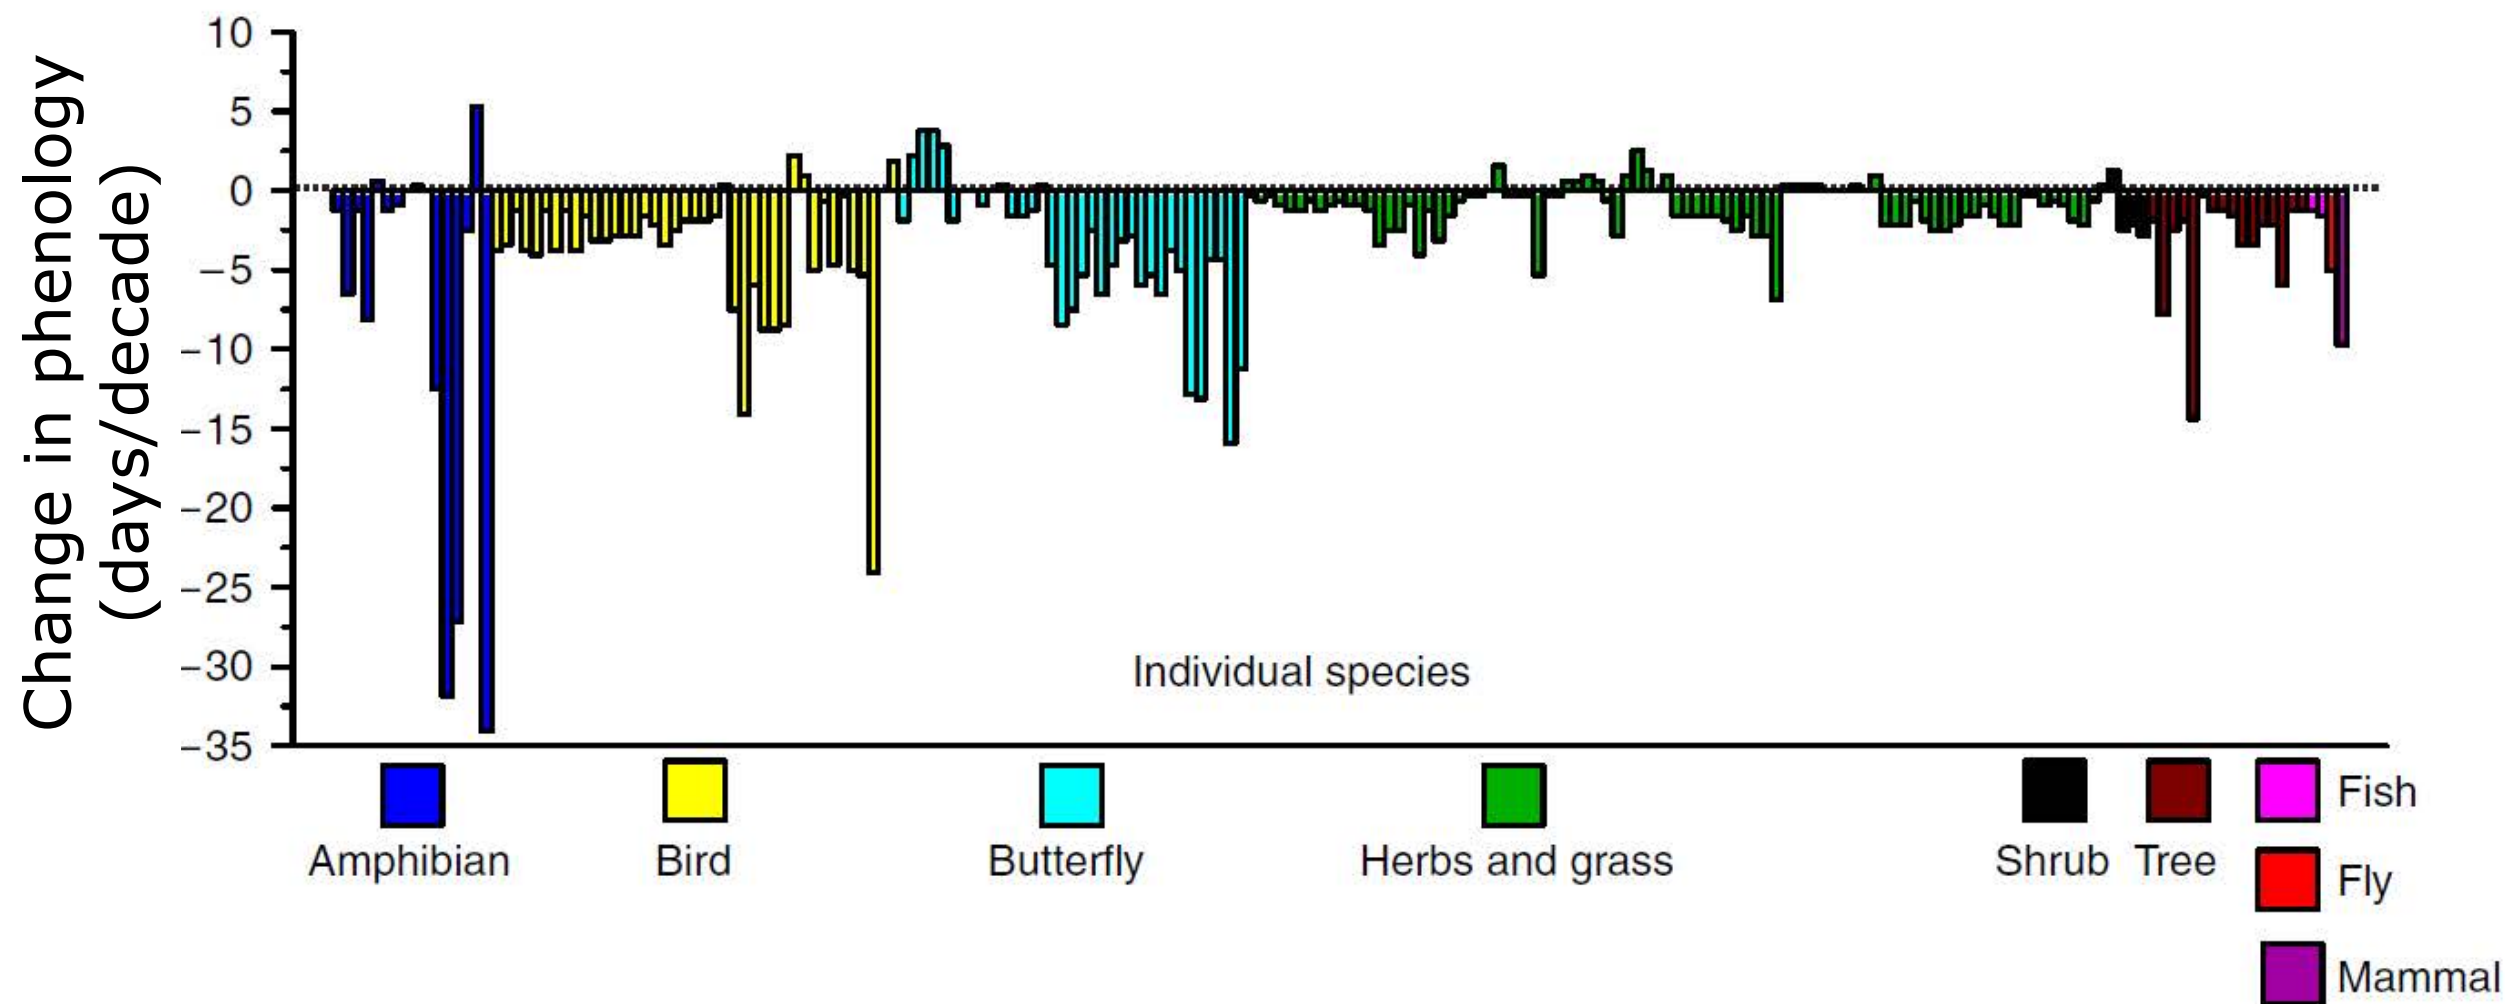 Change in phenology
(days/decade)
10
5
0
−5
−10
−15
−20
−25
−30
−35
Individual species
Amphibian
Bird
Butterfly
Herbs and grass
Shrub
Tree
Fish
Fly
Mammal